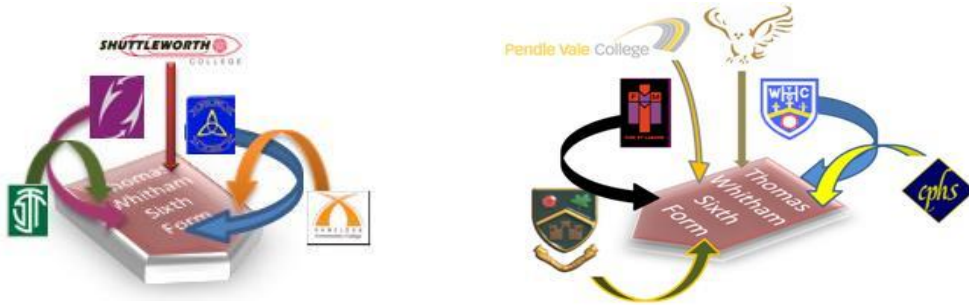 SHUTTLEWORTH
COLLEGE
Thomas
Whitham
Sixth
Form
Pendle Vale College
WHC
cphs
Thomas
Whitham
Sixth
Form